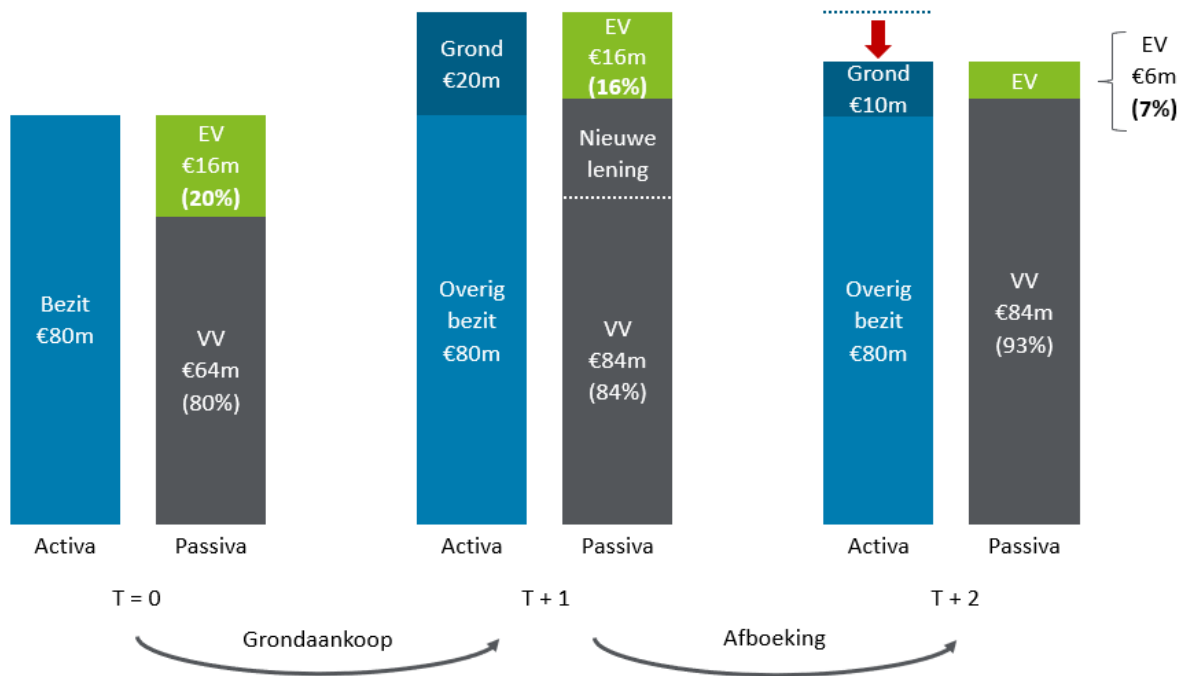 Bezit
€80m
EV
€16m
(20%)
VV
€64m
(80%)
Activa
Passiva
T = 0
Grondaankoop
Grond
€20m
Overig
bezit
€80m
EV
€16m
(16%)
Nieuwe
lening
VV
€84m
(84%)
Activa
Passiva
T + 1
Afboeking
Grond
€10m
Overig
bezit
€80m
EV
VV
€84m
(93%)
EV
€6m
(7%)
Activa
Passiva
T + 2